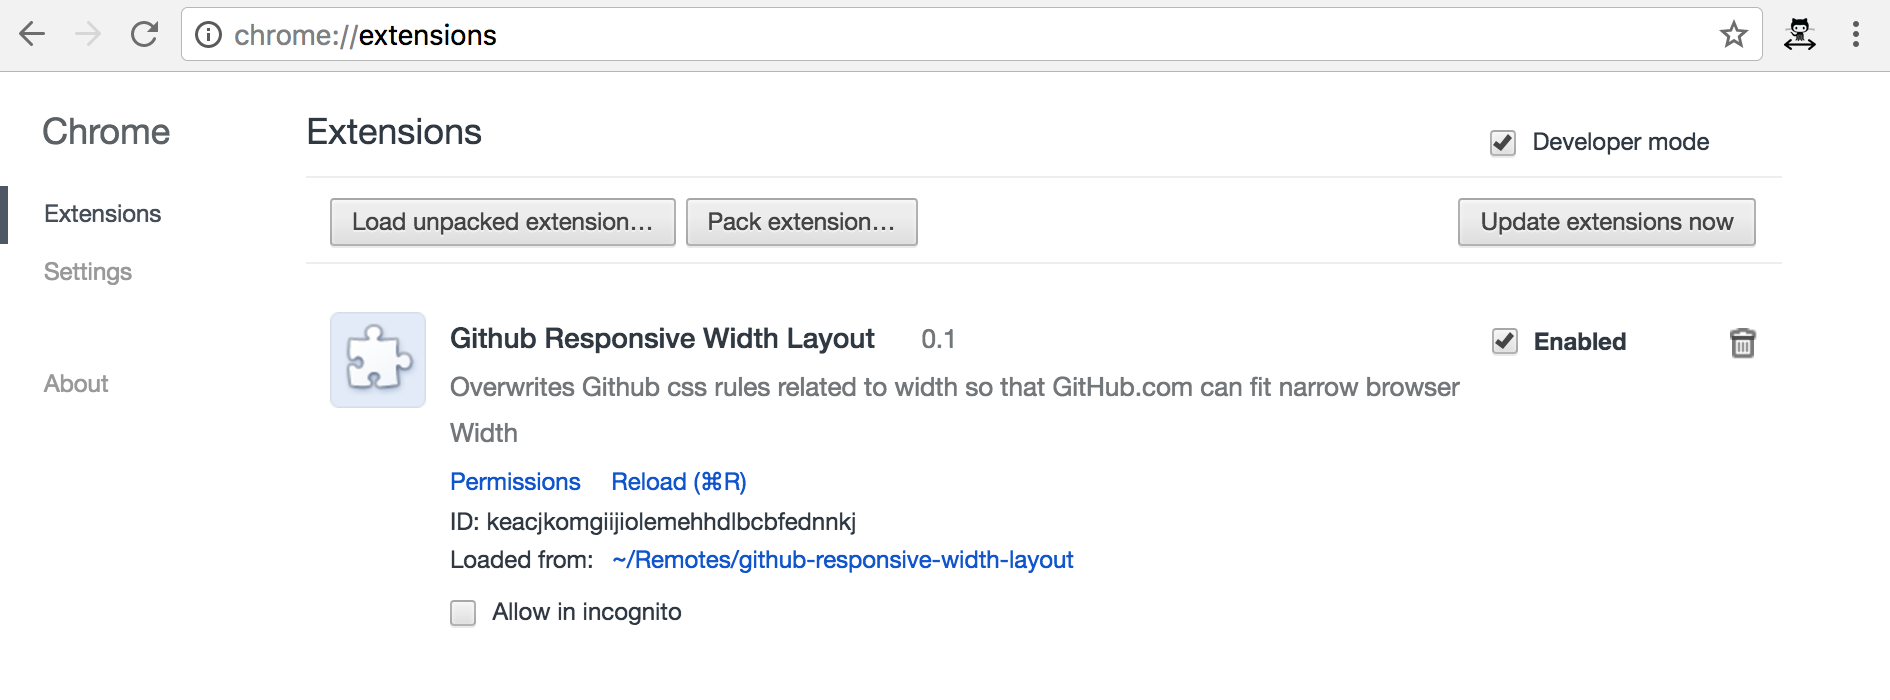 chrome://extensions
Chrome
Extensions
Developer mode
Extensions
Load unpacked extension...
Pack extension...
Update extensions now
Settings
Github Responsive Width Layout 0.1
Enabled
Overwrites Github css rules related to width so that GitHub.com can fit narrow browser
Width
About
Permissions Reload (⌘R)
ID: keacjkomgiijiolemehhdlbcbfednnkj
Loaded from: ~/Remotes/github-responsive-width-layout
Allow in incognito